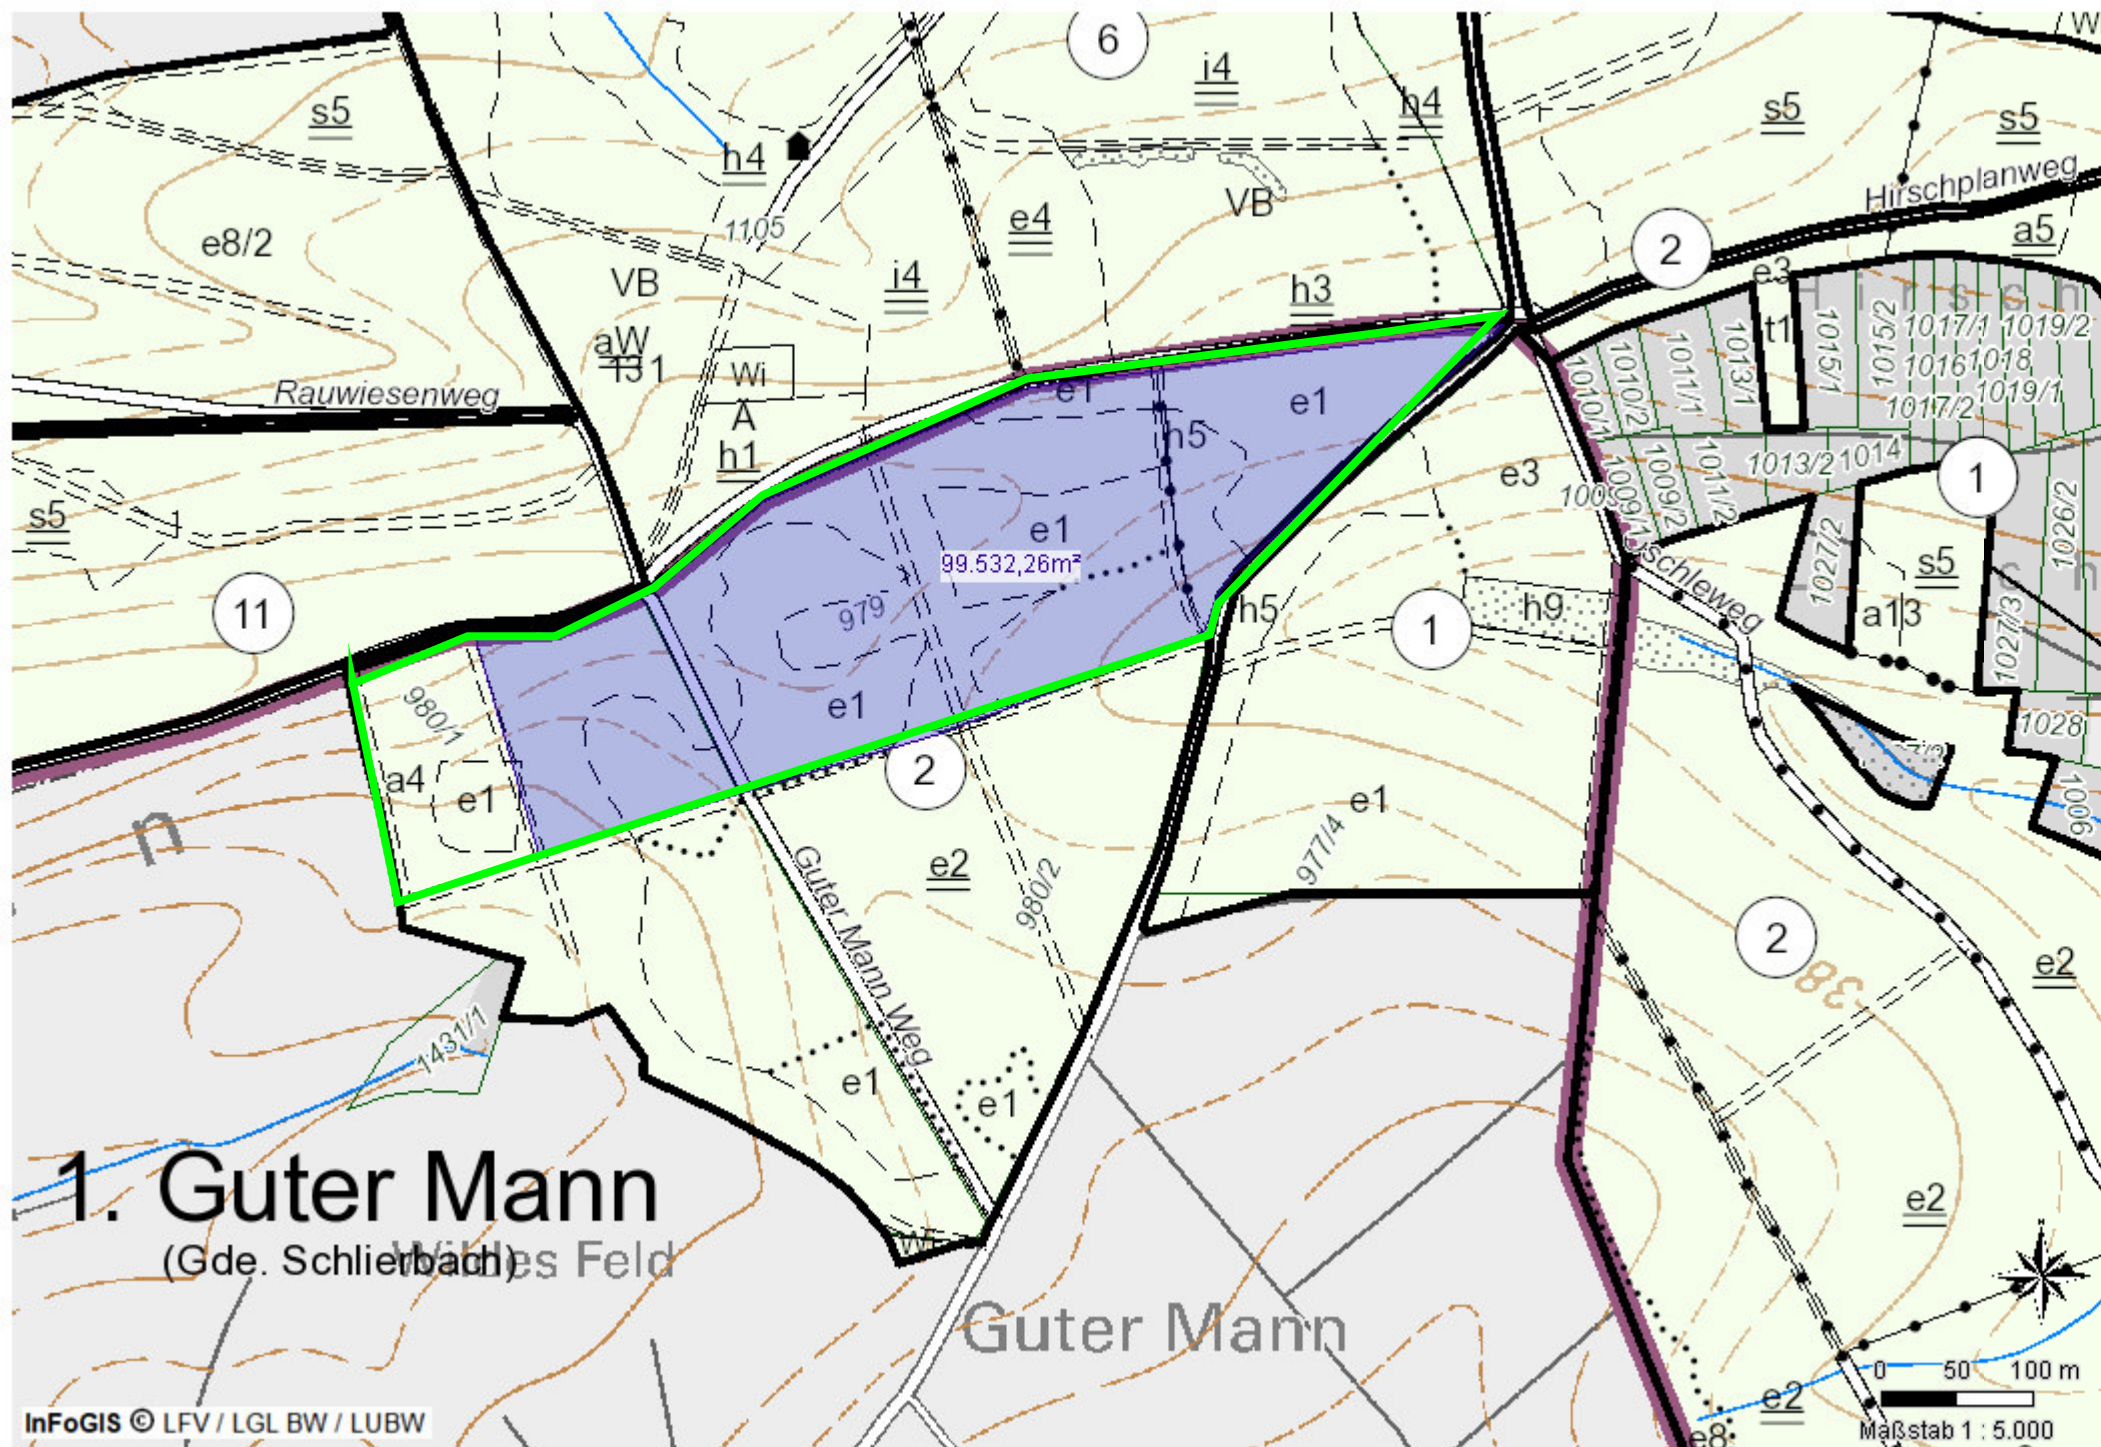 6
W
i4
h4
s5
s5
s5
s5
h4
Hirschplanweg
VB
e4
1105
a5
2
e8/2
VB
i4
h3
e3
t1
aW
Wi
A
h1
Rauwiesenweg
e1
e1
h5
1015/1
1015/2
1017/1
1019/2
1016
1018
1019/1
1017/2
1013/1
1011/1
1010/2
1010/1
1009/1
1009/2
1011/2
1013/2
1014
1
e3
s5
e1
99.532,26m²
1027/2
1026/2
s5
a13
1027/3
11
979
h5
1
h9
980/1
e1
1028
a4
e1
2
e1
1006
n
e2
980/2
977/4
Guter Mann Weg
2
38
e2
1431/1
e1
e1
1. Guter Mann
(Gde. Schlierbach)
Wildes Feld
Guter Mann
e2
e2
e8
0 50 100 m
Maßstab 1 : 5.000
InFoGIS © LFV / LGL BW / LUBW